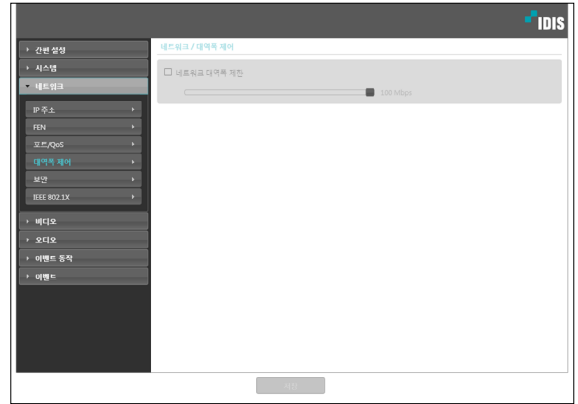 IDIS
간편 설정
시스템
네트워크
IP 주소
FEN
포트/QoS
대역폭 제어
보안
IEEE 802.1X
비디오
오디오
이벤트 동작
이벤트
네트워크 / 대역폭 제어
네트워크 대역폭 제한
100 Mbps